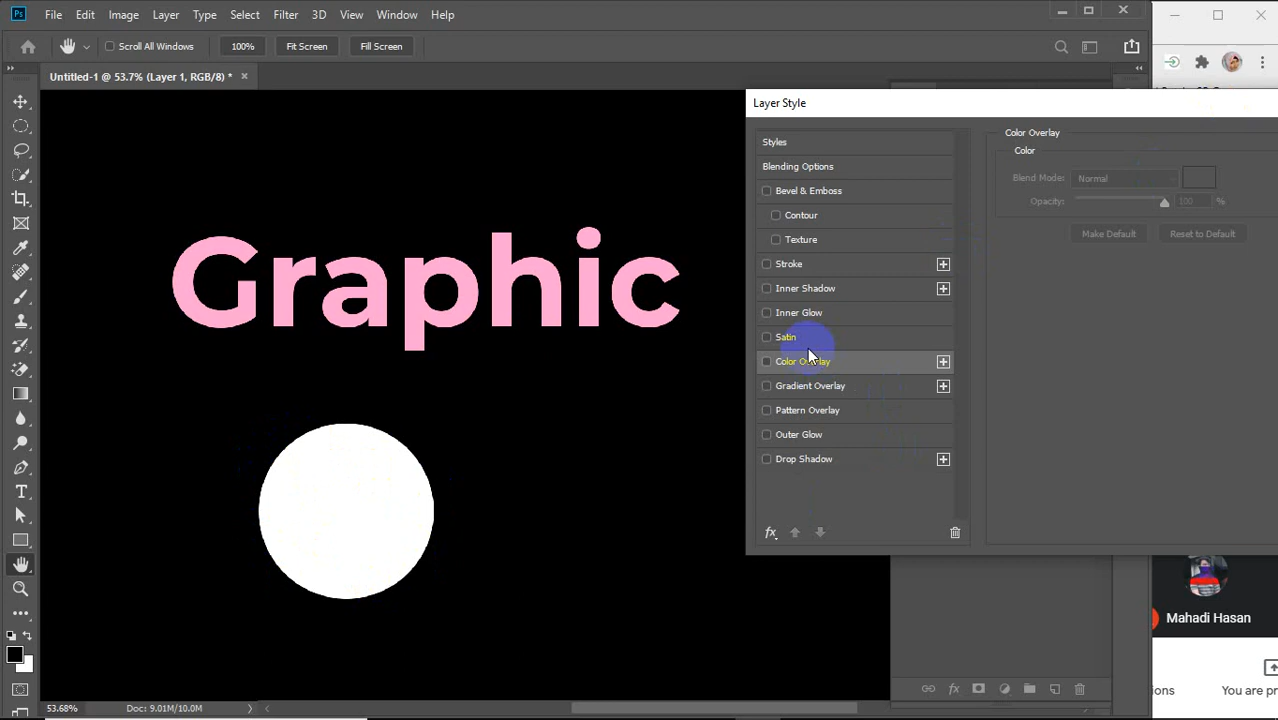 Ps File Edit Image Layer Type Select Filter 3D View Window Help
Scroll All Windows 100% Fit Screen Fill Screen
Untitled-1 @ 53.7% (Layer 1, RGB/8) * ×
Layer Style
Styles
Blending Options
Bevel & Emboss
Contour
Texture
Stroke
Inner Shadow
Inner Glow
Satin
Color Overlay
Gradient Overlay
Pattern Overlay
Outer Glow
Drop Shadow
fx
Color Overlay
Color
Blend Mode: Normal
Opacity: 100 %
Make Default Reset to Default
Graphic
Mahadi Hasan
ions You are pr
fx
53.68% Doc: 9.01M/10.0M